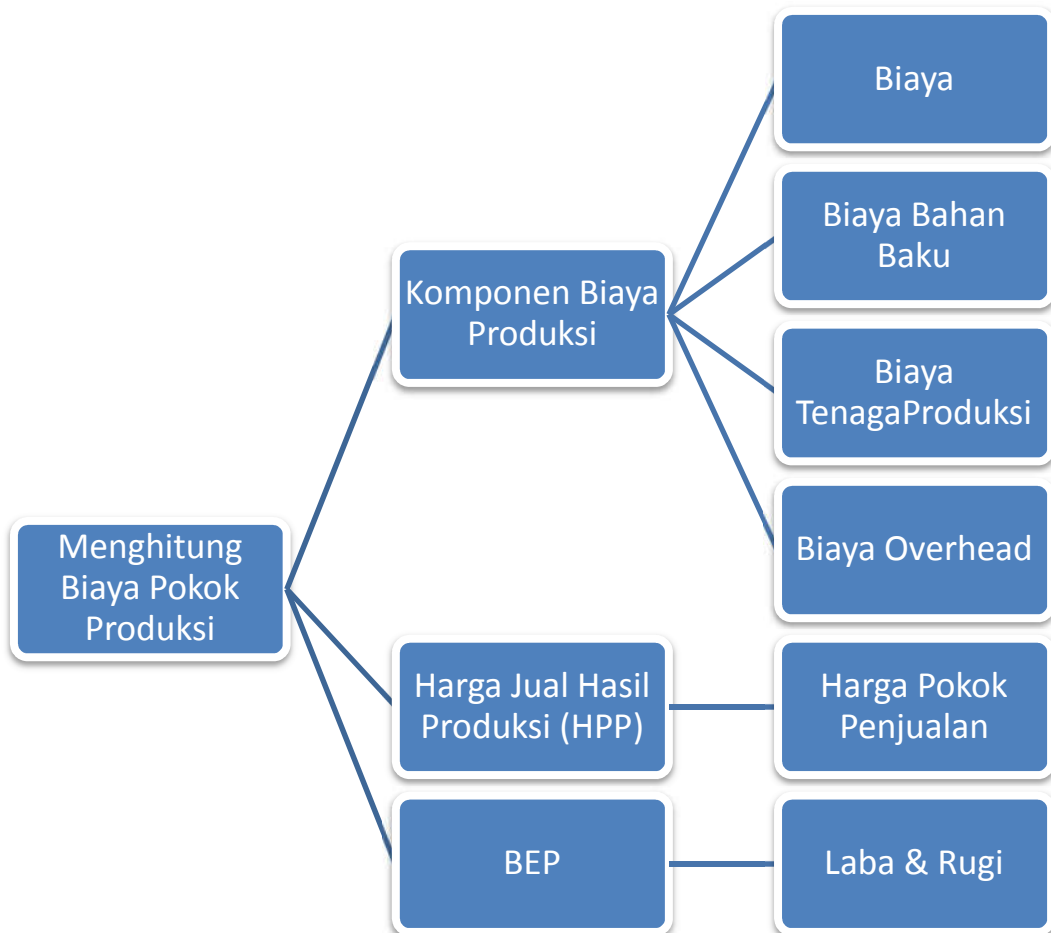 Menghitung
Biaya Pokok
Produksi
Komponen Biaya
Produksi
Biaya
Biaya Bahan
Baku
Biaya
TenagaProduksi
Biaya Overhead
Harga Jual Hasil
Produksi (HPP)
Harga Pokok
Penjualan
BEP
Laba & Rugi